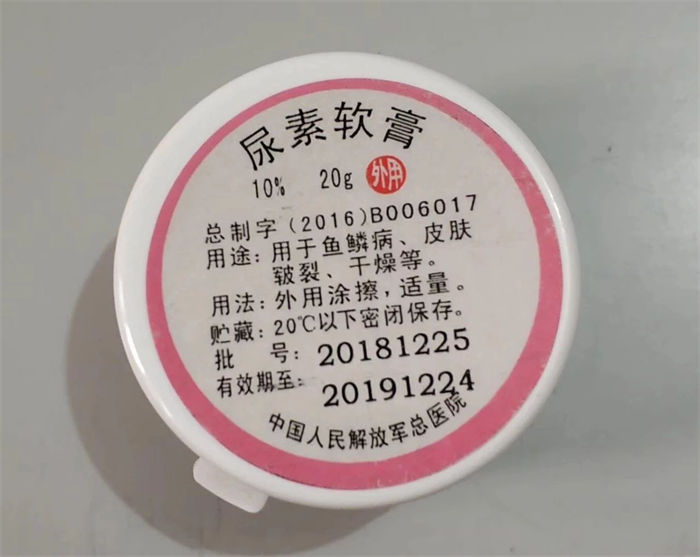 尿素软膏
10% 20g 外用
总制字(2016)B006017
用途:用于鱼鳞病、皮肤
皲裂、干燥等。
用法:外用涂擦,适量。
贮藏:20℃以下密闭保存。
批 号:20181225
有效期至:20191224
中国人民解放军总医院